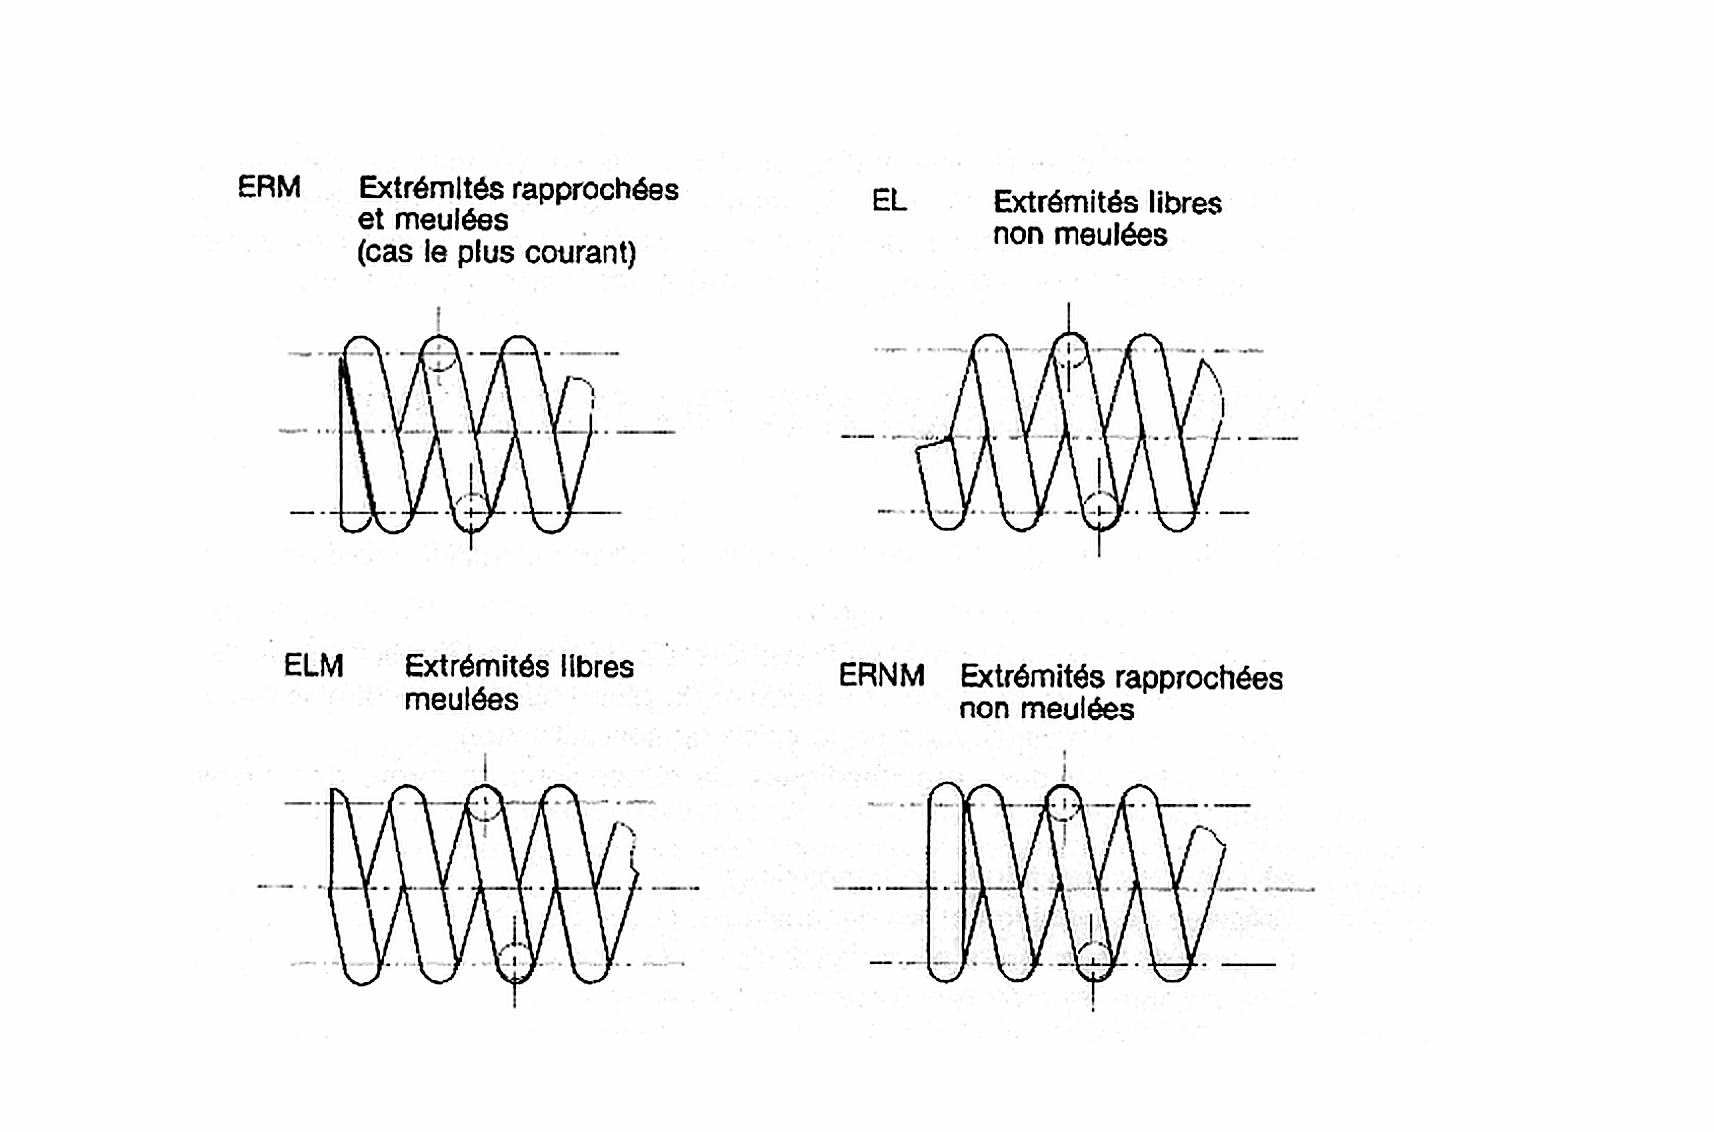 ERM Extrémités rapprochées
et meulées
(cas le plus courant)
EL Extrémités libres
non meulées
ELM Extrémités libres
meulées
ERNM Extrémités rapprochées
non meulées